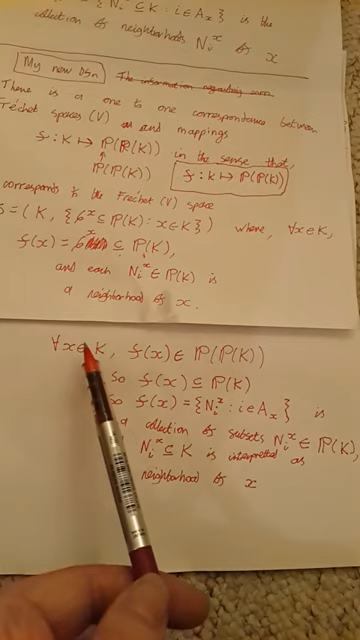 {N_i^x ⊆ K : i ∈ A_x} is the
collection of neighborhoods N_i^x of x
My new DSn
There is a one to one correspondance between
Fréchet spaces (V) and mappings
f : K ↦ P(P(K)) in the sense that,
P(P(K)) f : K ↦ P(P(K))
corresponds to the Fréchet (V) space
= (K, {6^x ⊆ P(K) : x ∈ K}) where, ∀x∈K,
f(x) = 6^x ⊆ P(K),
and each N_i^x ∈ P(K) is
a neighborhood of x.
∀x∈K, f(x) ∈ P(P(K))
So f(x) ⊆ P(K)
So f(x) = {N_i^x : i ∈ A_x} is
a collection of subsets N_i^x ∈ P(K),
N_i^x ⊆ K is interpreted as
neighborhood of x